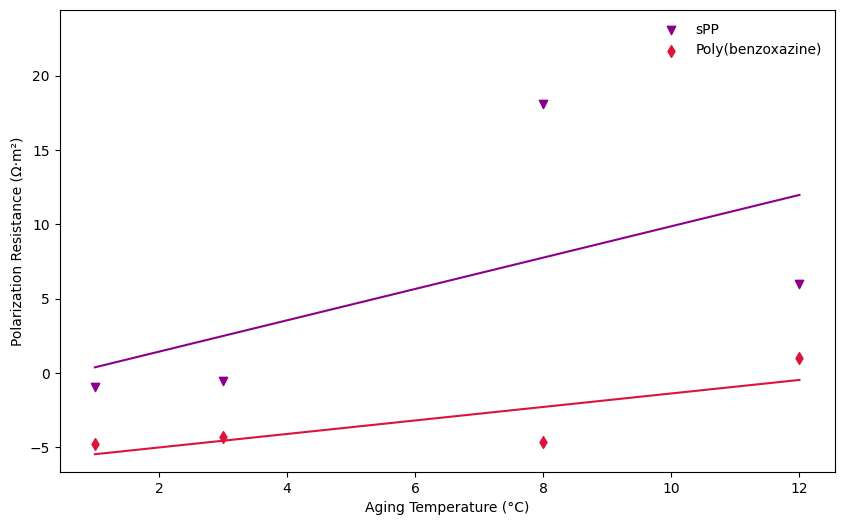 sPP
Poly(benzoxazine)
20
15
10
5
0
−5
Polarization Resistance (Ω·m²)
2 4 6 8 10 12
Aging Temperature (°C)